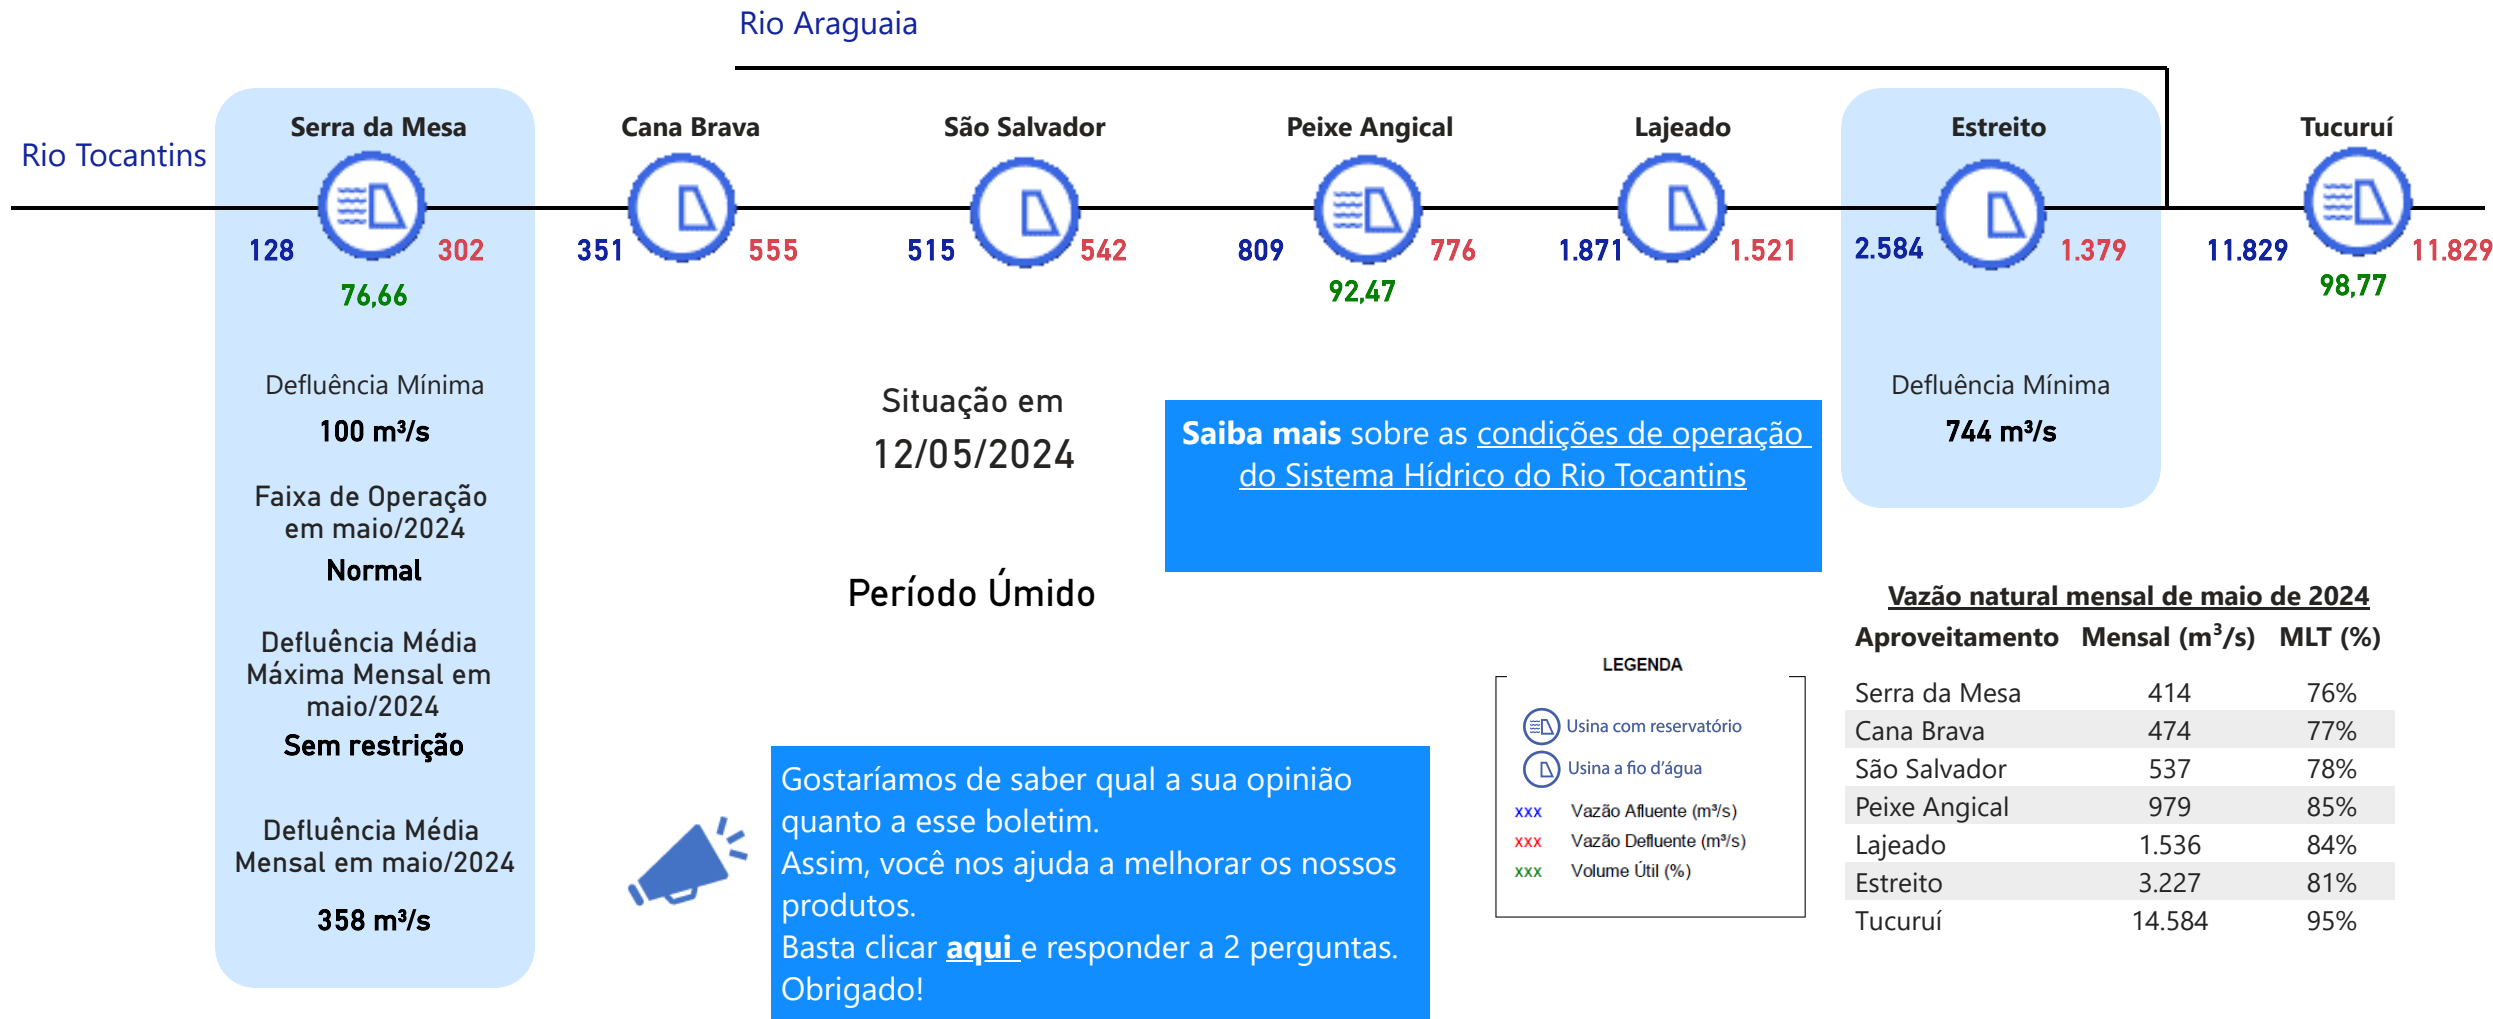 Rio Araguaia
Rio Tocantins
Serra da Mesa
Cana Brava
São Salvador
Peixe Angical
Lajeado
Estreito
Tucuruí
128
302
351
555
515
542
809
776
1.871
1.521
2.584
1.379
11.829
11.829
76,66
92,47
98,77
Defluência Mínima
100 m³/s
Faixa de Operação
em maio/2024
Normal
Defluência Média
Máxima Mensal em
maio/2024
Sem restrição
Defluência Média
Mensal em maio/2024
358 m³/s
Situação em
12/05/2024
Período Úmido
Saiba mais sobre as condições de operação
do Sistema Hídrico do Rio Tocantins
Defluência Mínima
744 m³/s
Gostaríamos de saber qual a sua opinião
quanto a esse boletim.
Assim, você nos ajuda a melhorar os nossos
produtos.
Basta clicar aqui e responder a 2 perguntas.
Obrigado!
LEGENDA
Usina com reservatório
Usina a fio d'água
xxx Vazão Afluente (m³/s)
xxx Vazão Defluente (m³/s)
xxx Volume Útil (%)
Vazão natural mensal de maio de 2024
Aproveitamento Mensal (m³/s) MLT (%)
Serra da Mesa 414 76%
Cana Brava 474 77%
São Salvador 537 78%
Peixe Angical 979 85%
Lajeado 1.536 84%
Estreito 3.227 81%
Tucuruí 14.584 95%